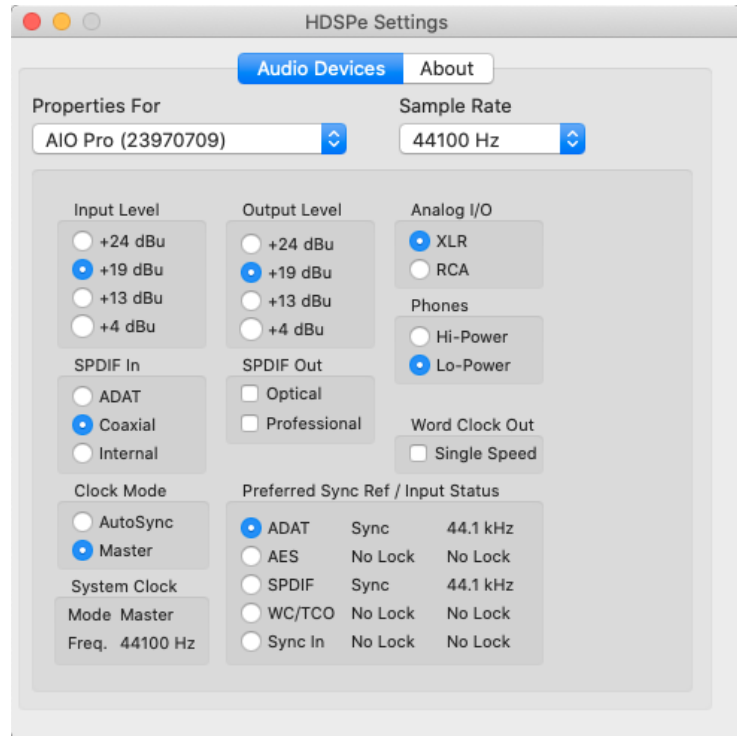 HDSPe Settings
Audio Devices About
Properties For Sample Rate
AIO Pro (23970709) 44100 Hz
Input Level Output Level Analog I/O
+24 dBu +24 dBu XLR
+19 dBu +19 dBu RCA
+13 dBu +13 dBu Phones
+4 dBu +4 dBu Hi-Power
SPDIF In SPDIF Out Lo-Power
ADAT Optical
Coaxial Professional Word Clock Out
Internal Single Speed
Clock Mode Preferred Sync Ref / Input Status
AutoSync ADAT Sync 44.1 kHz
Master AES No Lock No Lock
System Clock SPDIF Sync 44.1 kHz
Mode Master WC/TCO No Lock No Lock
Freq. 44100 Hz Sync In No Lock No Lock